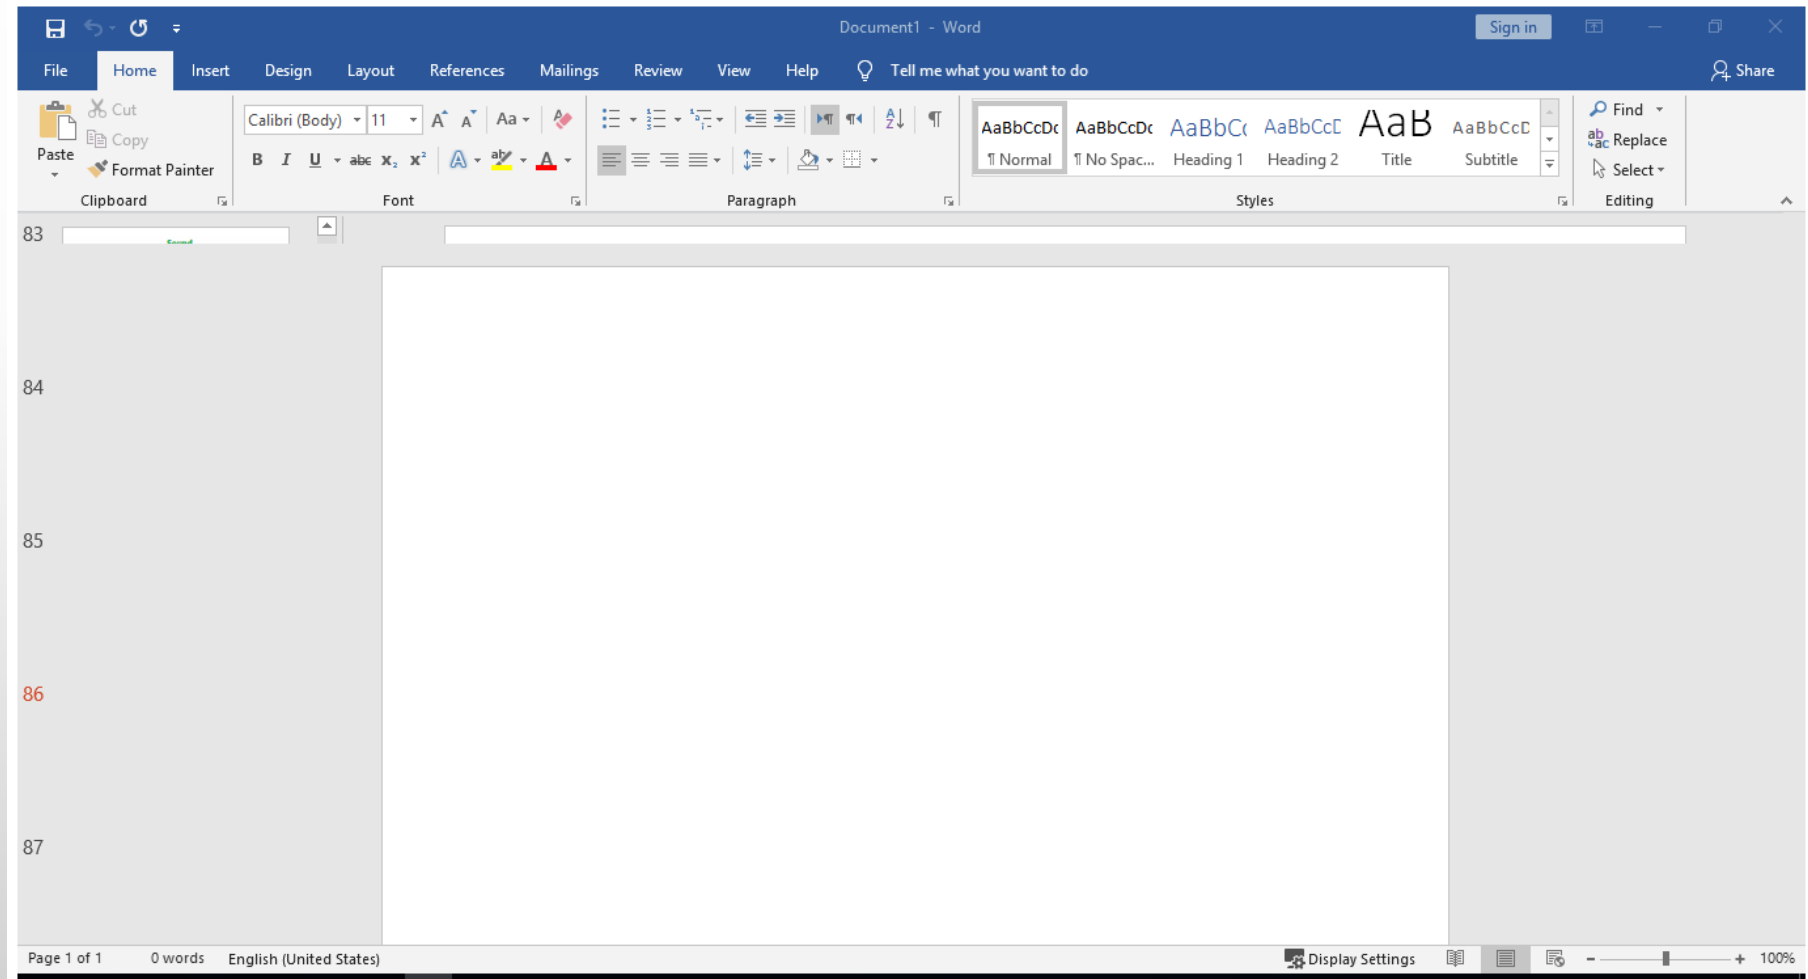 Document1 - Word
Sign in
File Home Insert Design Layout References Mailings Review View Help Tell me what you want to do Share
Cut
Copy
Paste
Format Painter
Clipboard
Calibri (Body) 11 Aa
B I U abc X₂ X² A aby A
Font
Paragraph
AaBbCcDc AaBbCcDc AaBbCc AaBbCcC AaB AaBbCcD
¶ Normal ¶ No Spac... Heading 1 Heading 2 Title Subtitle
Styles
Find
Replace
Select
Editing
83
84
85
86
87
Page 1 of 1 0 words English (United States) Display Settings 100%